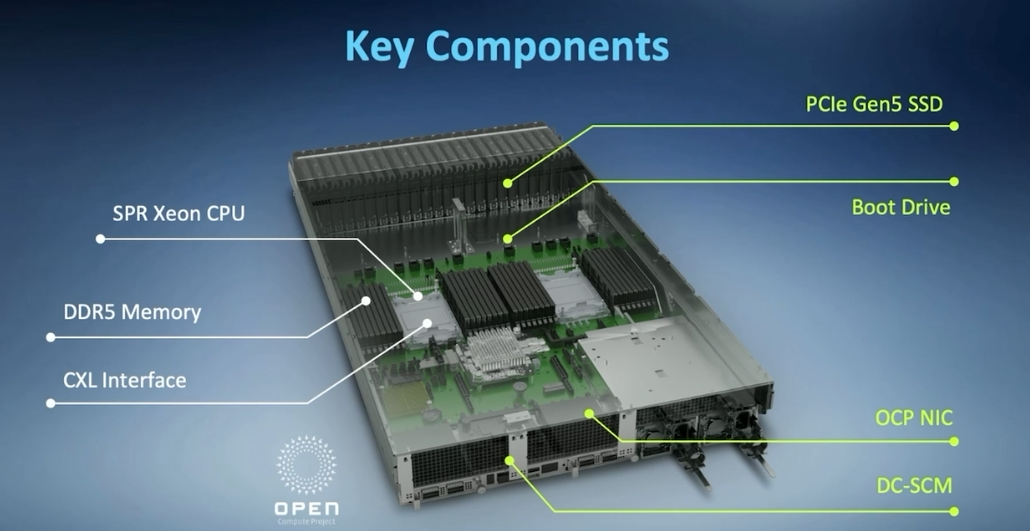 Key Components
PCIe Gen5 SSD
Boot Drive
SPR Xeon CPU
DDR5 Memory
CXL Interface
OCP NIC
DC-SCM
OPEN
Compute Project